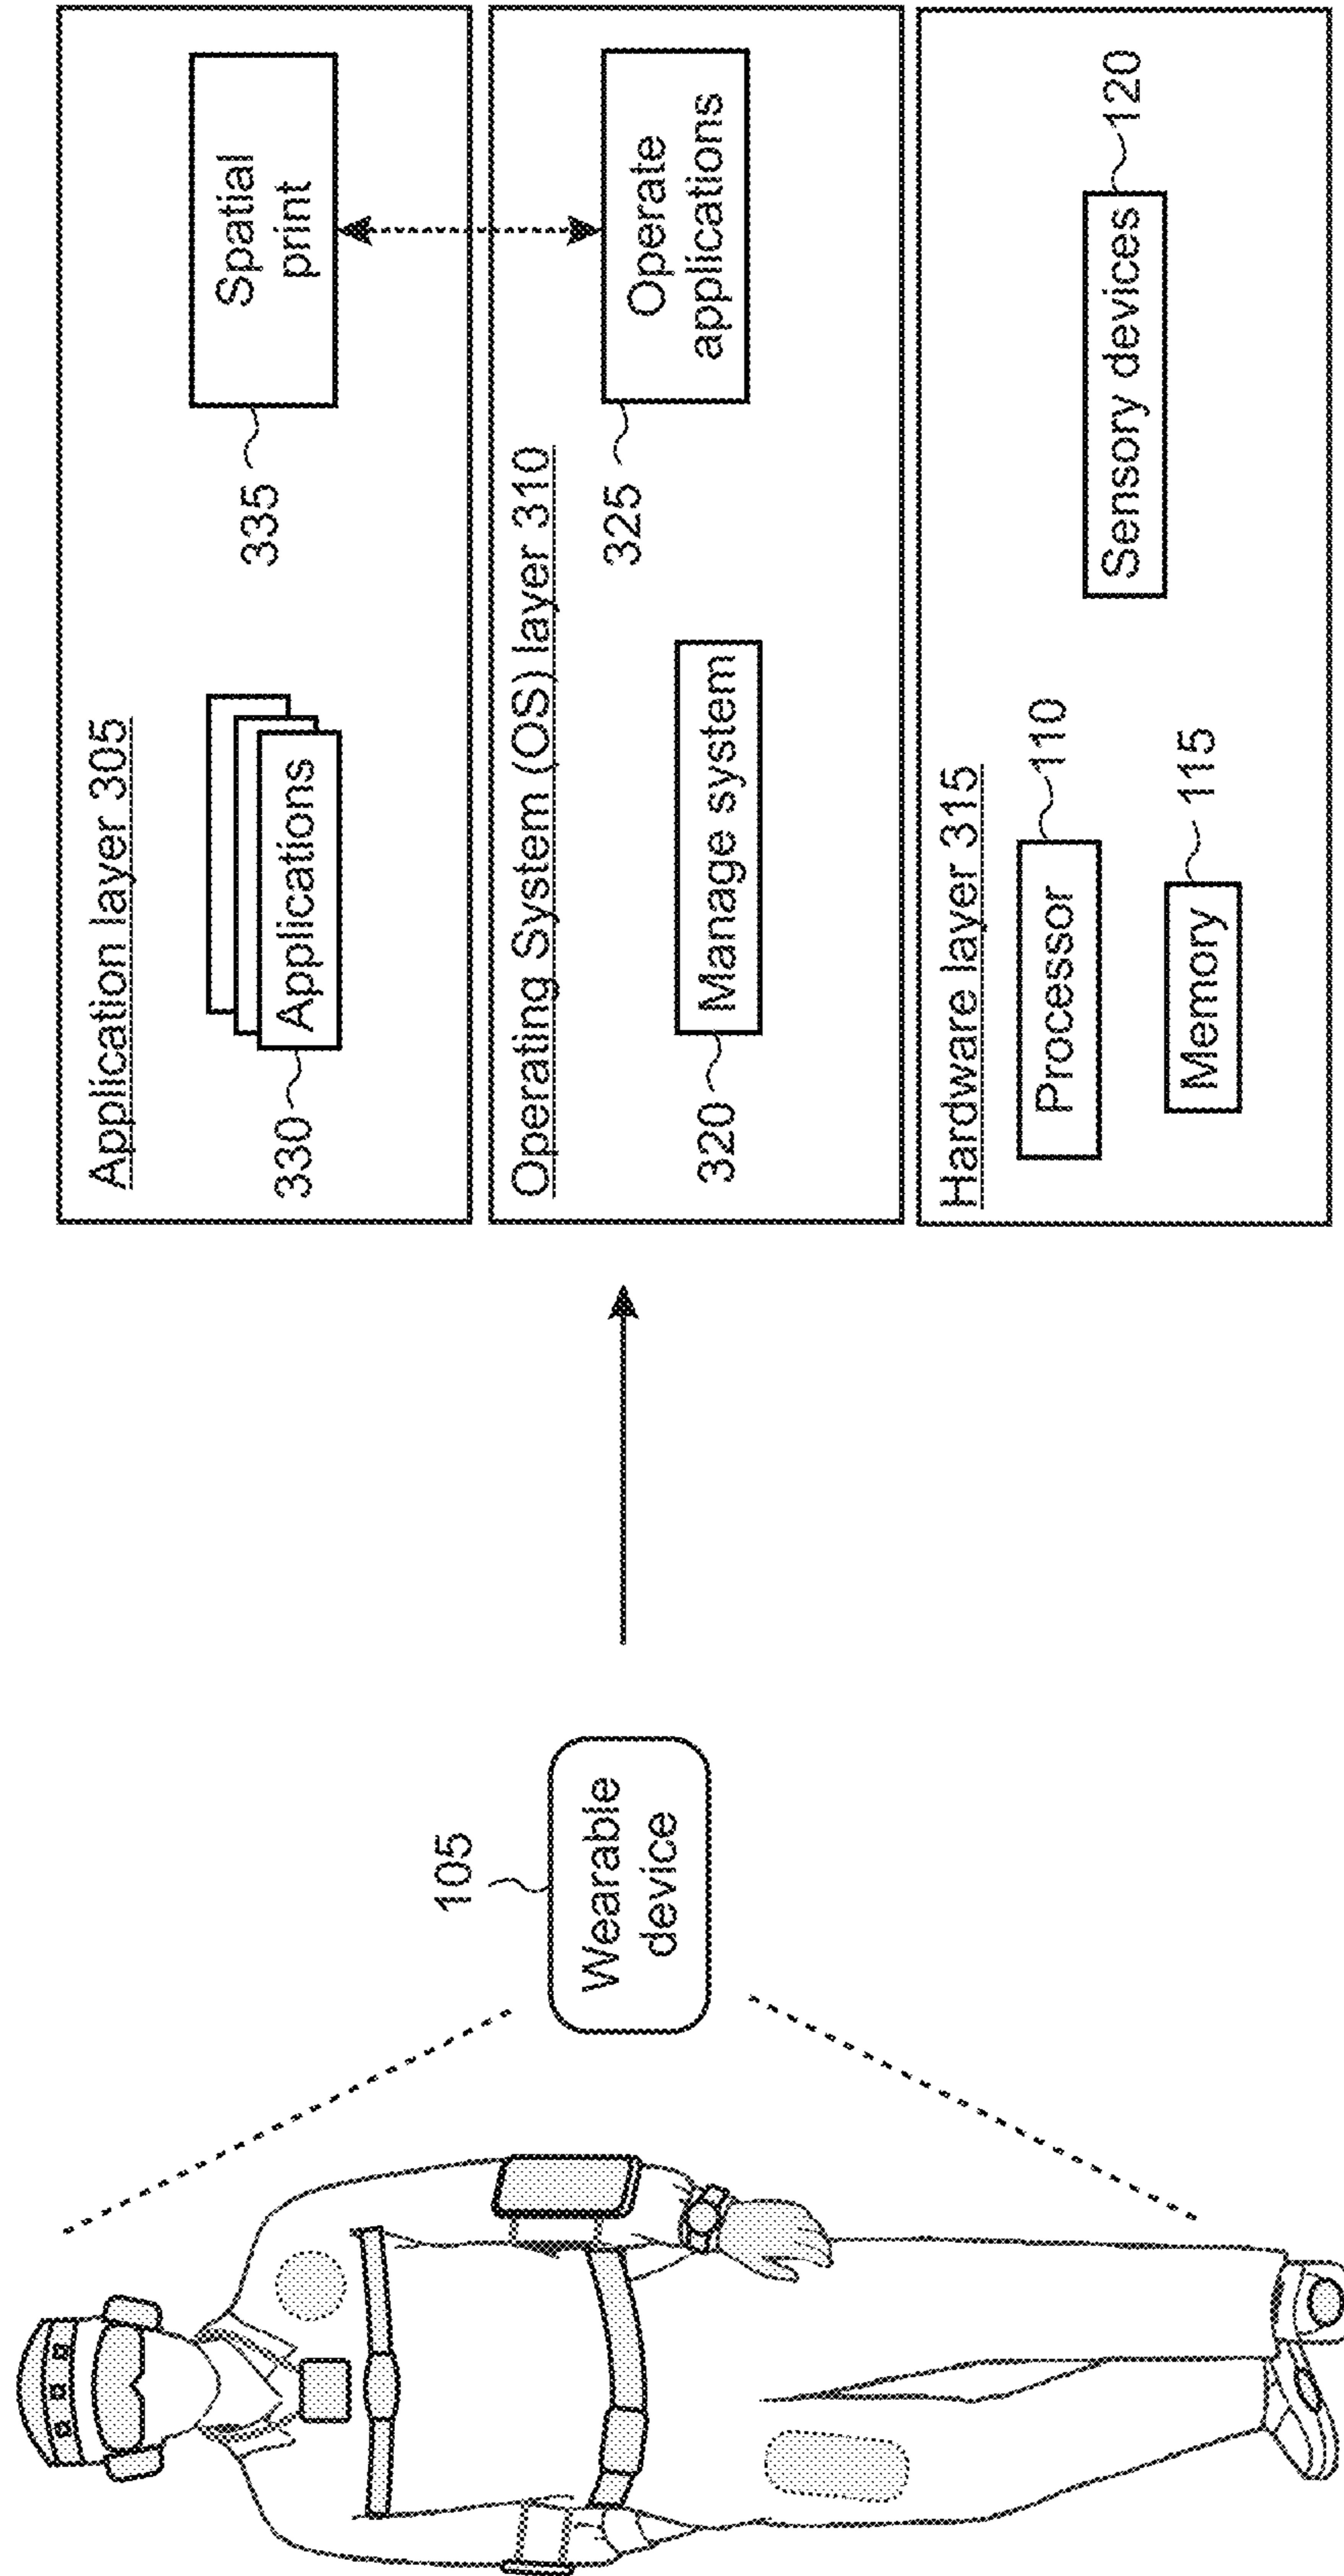 105
Wearable
device
Application layer 305
Applications
330
Spatial
print
335
Operating System (OS) layer 310
Manage system
320
Operate
applications
325
Hardware layer 315
Processor
110
Memory
115
Sensory devices
120